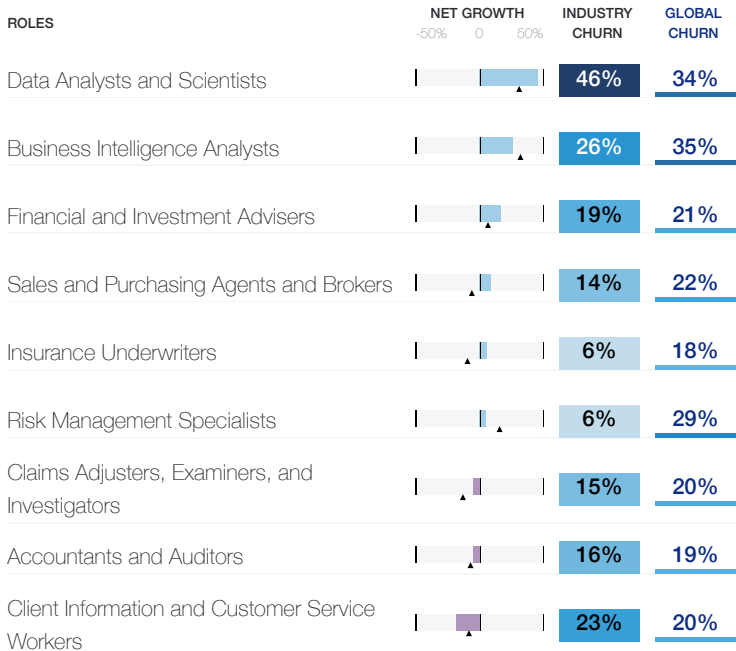 ROLES
NET GROWTH
-50% 0 50%
INDUSTRY
CHURN
GLOBAL
CHURN
Data Analysts and Scientists 46% 34%
Business Intelligence Analysts 26% 35%
Financial and Investment Advisers 19% 21%
Sales and Purchasing Agents and Brokers 14% 22%
Insurance Underwriters 6% 18%
Risk Management Specialists 6% 29%
Claims Adjusters, Examiners, and
Investigators
15% 20%
Accountants and Auditors 16% 19%
Client Information and Customer Service
Workers
23% 20%